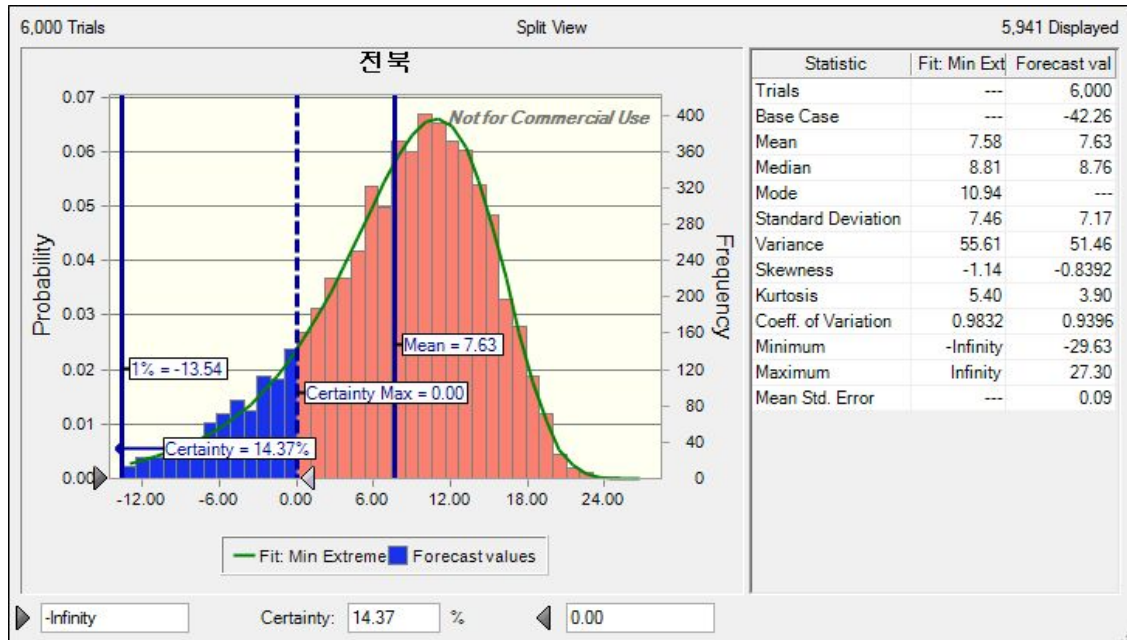 6,000 Trials Split View 5,941 Displayed
전북
Not for Commercial Use
0.07
0.06
0.05
0.04
0.03
0.02
0.01
0.00
Probability
400
360
320
280
240
200
160
120
80
40
0
Frequency
1% = -13.54
Mean = 7.63
Certainty Max = 0.00
Certainty = 14.37%
-12.00 -6.00 0.00 6.00 12.00 18.00 24.00
Fit: Min Extreme Forecast values
Statistic Fit: Min Ext Forecast val
Trials --- 6,000
Base Case --- -42.26
Mean 7.58 7.63
Median 8.81 8.76
Mode 10.94 ---
Standard Deviation 7.46 7.17
Variance 55.61 51.46
Skewness -1.14 -0.8392
Kurtosis 5.40 3.90
Coeff. of Variation 0.9832 0.9396
Minimum -Infinity -29.63
Maximum Infinity 27.30
Mean Std. Error --- 0.09
-Infinity Certainty: 14.37 % 0.00